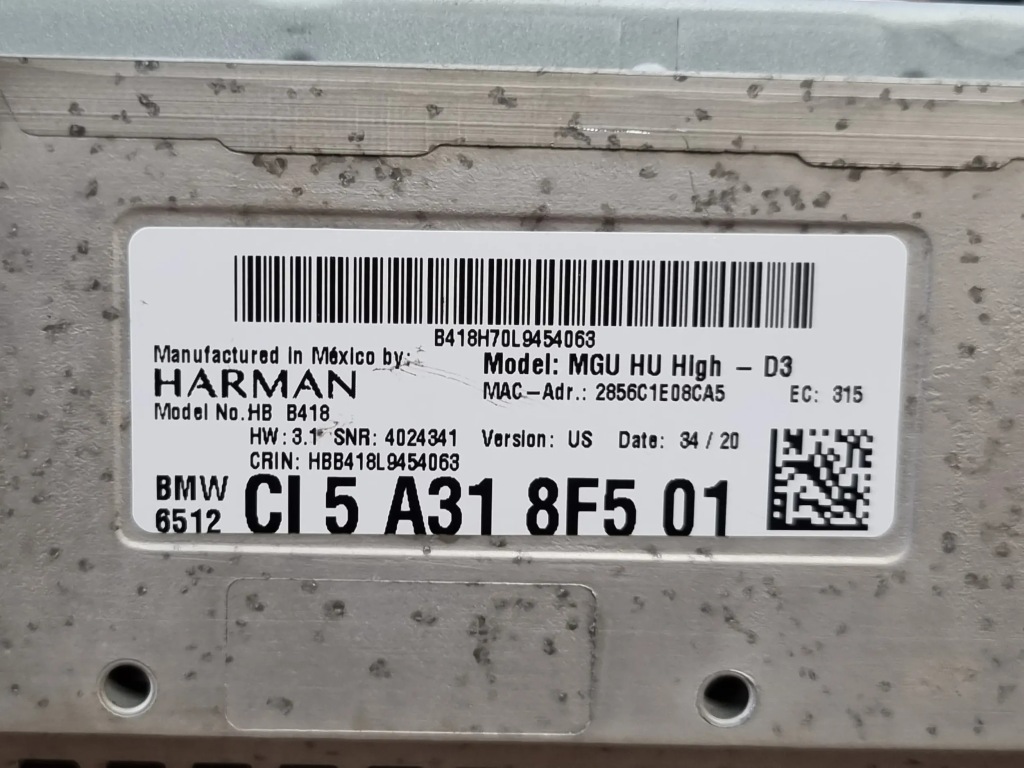 B418H70L9454063
Manufactured in México by:
HARMAN
Model No.HB B418
Model: MGU HU High - D3
MAC-Adr.: 2856C1E08CA5 EC: 315
HW: 3.1 SNR: 4024341 Version: US Date: 34 / 20
CRIN: HBB418L9454063
BMW
6512
CI 5 A31 8F5 01